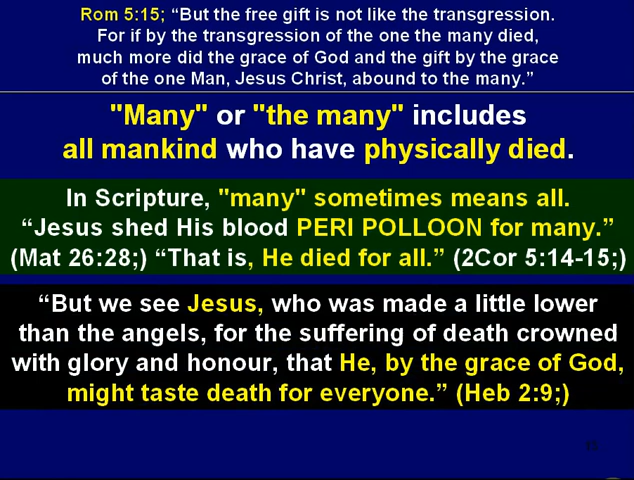 Rom 5:15; “But the free gift is not like the transgression.
For if by the transgression of the one the many died,
much more did the grace of God and the gift by the grace
of the one Man, Jesus Christ, abound to the many.”
"Many" or "the many" includes
all mankind who have physically died.
In Scripture, "many" sometimes means all.
“Jesus shed His blood PERI POLLOON for many.”
(Mat 26:28;) “That is, He died for all.” (2Cor 5:14-15;)
“But we see Jesus, who was made a little lower
than the angels, for the suffering of death crowned
with glory and honour, that He, by the grace of God,
might taste death for everyone.” (Heb 2:9;)